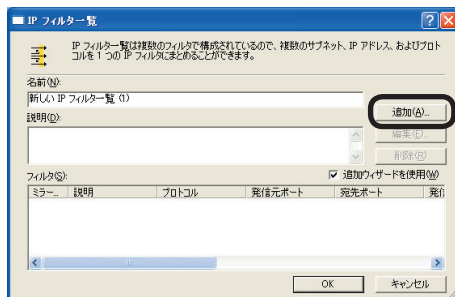 IP フィルタ一覧
IP フィルタ一覧は複数のフィルタで構成されているので、複数のサブネット、IP アドレス、およびプロト
コルを 1 つの IP フィルタにまとめることができます。
名前(N):
新しい IP フィルタ一覧 (1)
追加(A)...
説明(D):
編集(E)...
削除(R)
フィルタ(S):
追加ウィザードを使用(W)
ミラー... 説明 プロトコル 発信元ポート 宛先ポート 発信
OK キャンセル